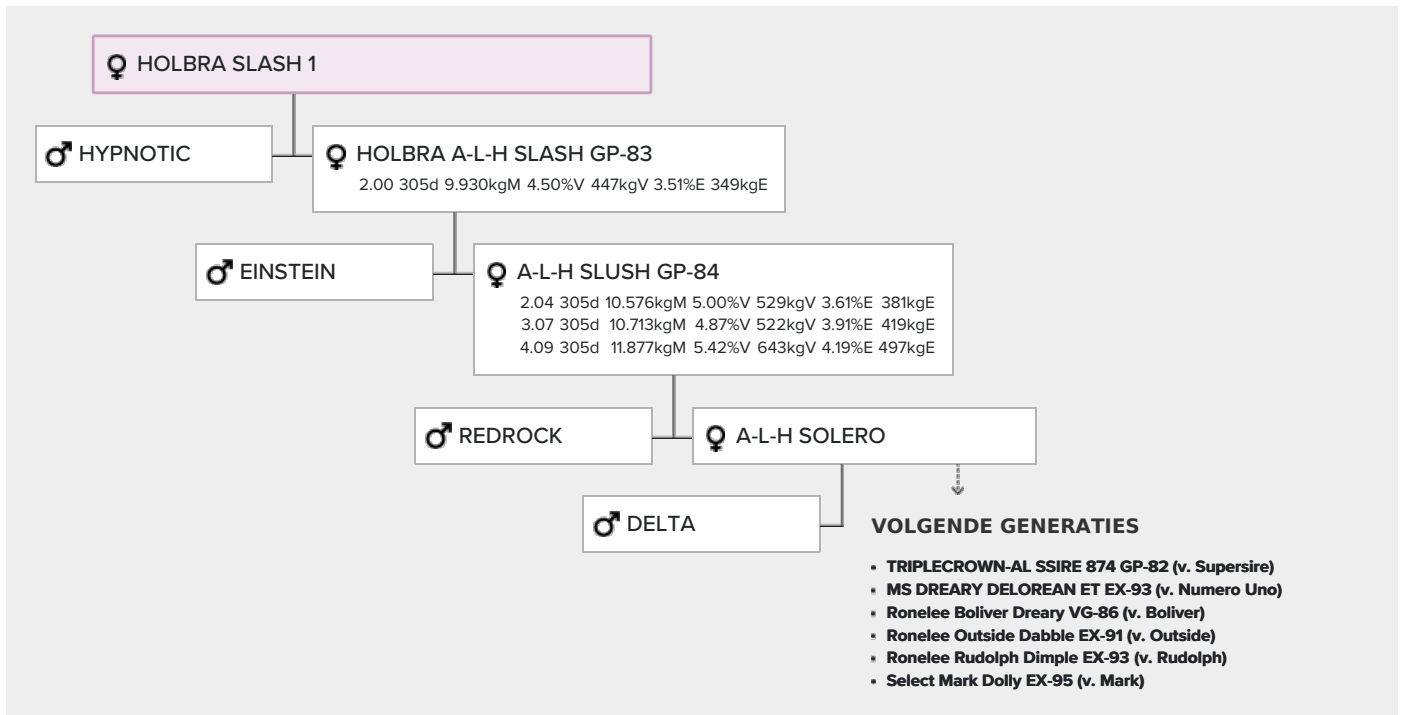 HOLBRA SLASH 1
HYPNOTIC
HOLBRA A-L-H SLASH GP-83
2.00 305d 9.930kgM 4.50%V 447kgV 3.51%E 349kgE
EINSTEIN
A-L-H SLUSH GP-84
2.04 305d 10.576kgM 5.00%V 529kgV 3.61%E 381kgE
3.07 305d 10.713kgM 4.87%V 522kgV 3.91%E 419kgE
4.09 305d 11.877kgM 5.42%V 643kgV 4.19%E 497kgE
REDROCK
A-L-H SOLERO
DELTA
VOLGENDE GENERATIES
TRIPLECROWN-AL SSIRE 874 GP-82 (v. Supersire)
MS DREARY DELOREAN ET EX-93 (v. Numero Uno)
Ronelee Boliver Dreary VG-86 (v. Boliver)
Ronelee Outside Dabble EX-91 (v. Outside)
Ronelee Rudolph Dimple EX-93 (v. Rudolph)
Select Mark Dolly EX-95 (v. Mark)